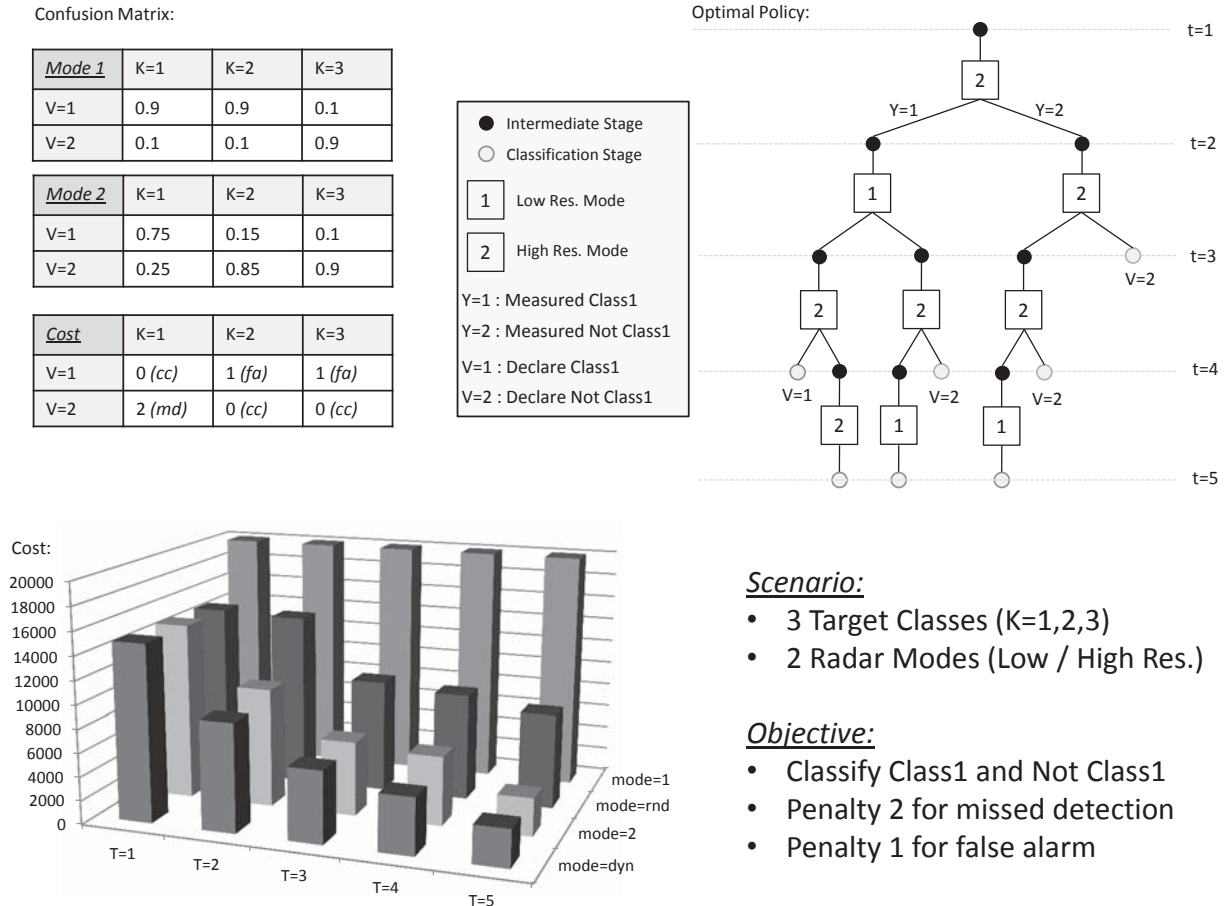 Confusion Matrix:
Mode 1 K=1 K=2 K=3
V=1 0.9 0.9 0.1
V=2 0.1 0.1 0.9
Mode 2 K=1 K=2 K=3
V=1 0.75 0.15 0.1
V=2 0.25 0.85 0.9
Cost K=1 K=2 K=3
V=1 0 (cc) 1 (fa) 1 (fa)
V=2 2 (md) 0 (cc) 0 (cc)
Intermediate Stage
Classification Stage
1 Low Res. Mode
2 High Res. Mode
Y=1 : Measured Class1
Y=2 : Measured Not Class1
V=1 : Declare Class1
V=2 : Declare Not Class1
Optimal Policy:
t=1
2
Y=1 Y=2
t=2
1 2
t=3
V=2
2 2 2
t=4
V=1 V=2 V=2
2 1 1
t=5
Cost:
20000
18000
16000
14000
12000
10000
8000
6000
4000
2000
0
T=1
T=2
T=3
T=4
T=5
mode=1
mode=rnd
mode=2
mode=dyn
Scenario:
• 3 Target Classes (K=1,2,3)
• 2 Radar Modes (Low / High Res.)
Objective:
• Classify Class1 and Not Class1
• Penalty 2 for missed detection
• Penalty 1 for false alarm